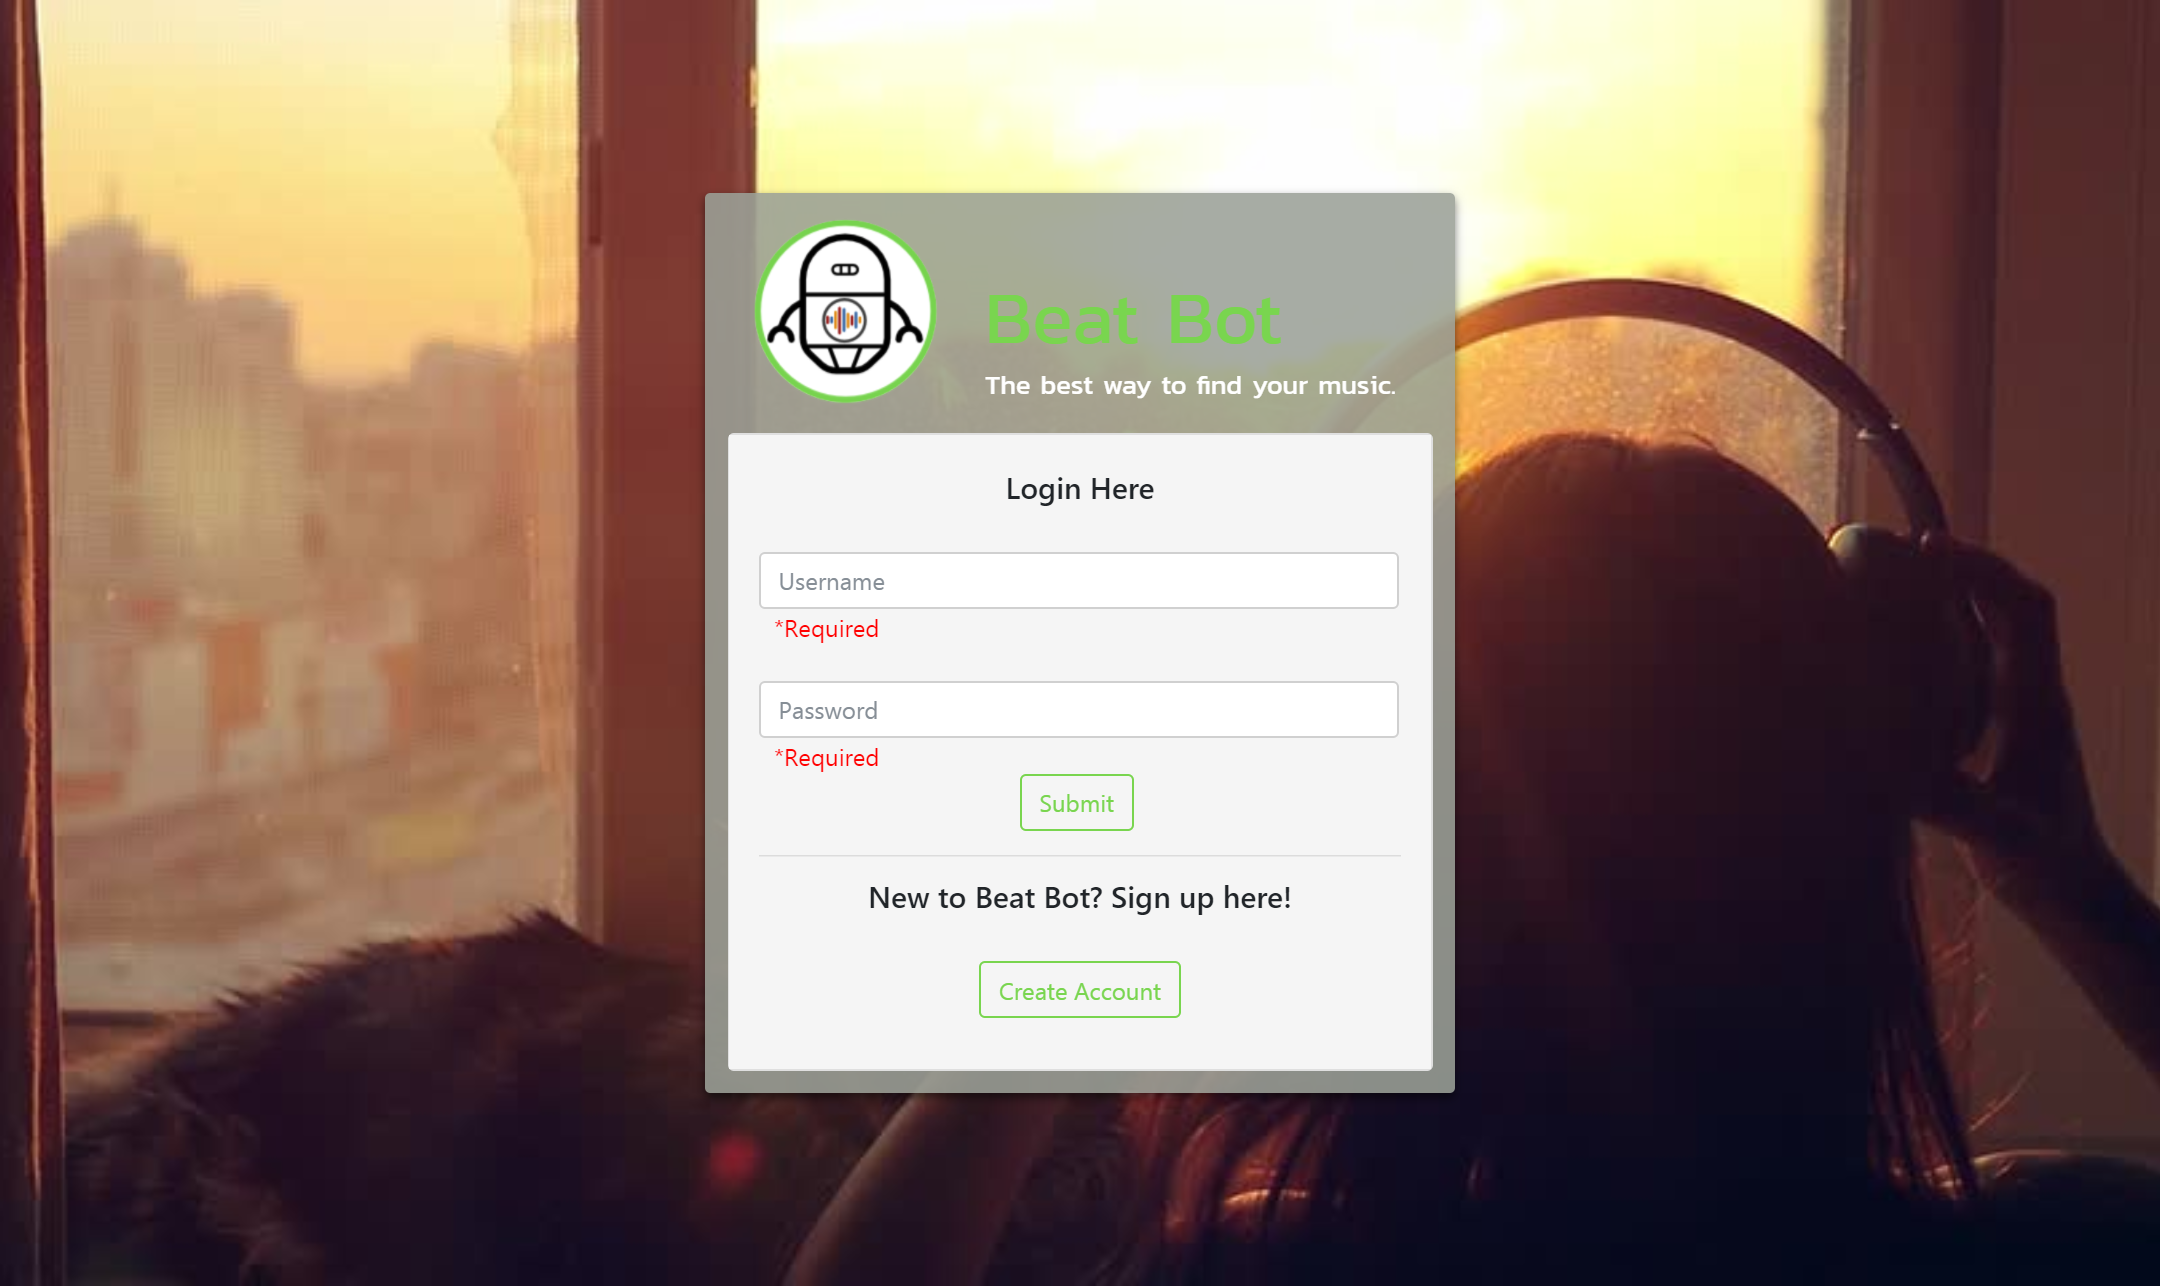 Beat Bot
The best way to find your music.
Login Here
Username
*Required
Password
*Required
Submit
New to Beat Bot? Sign up here!
Create Account